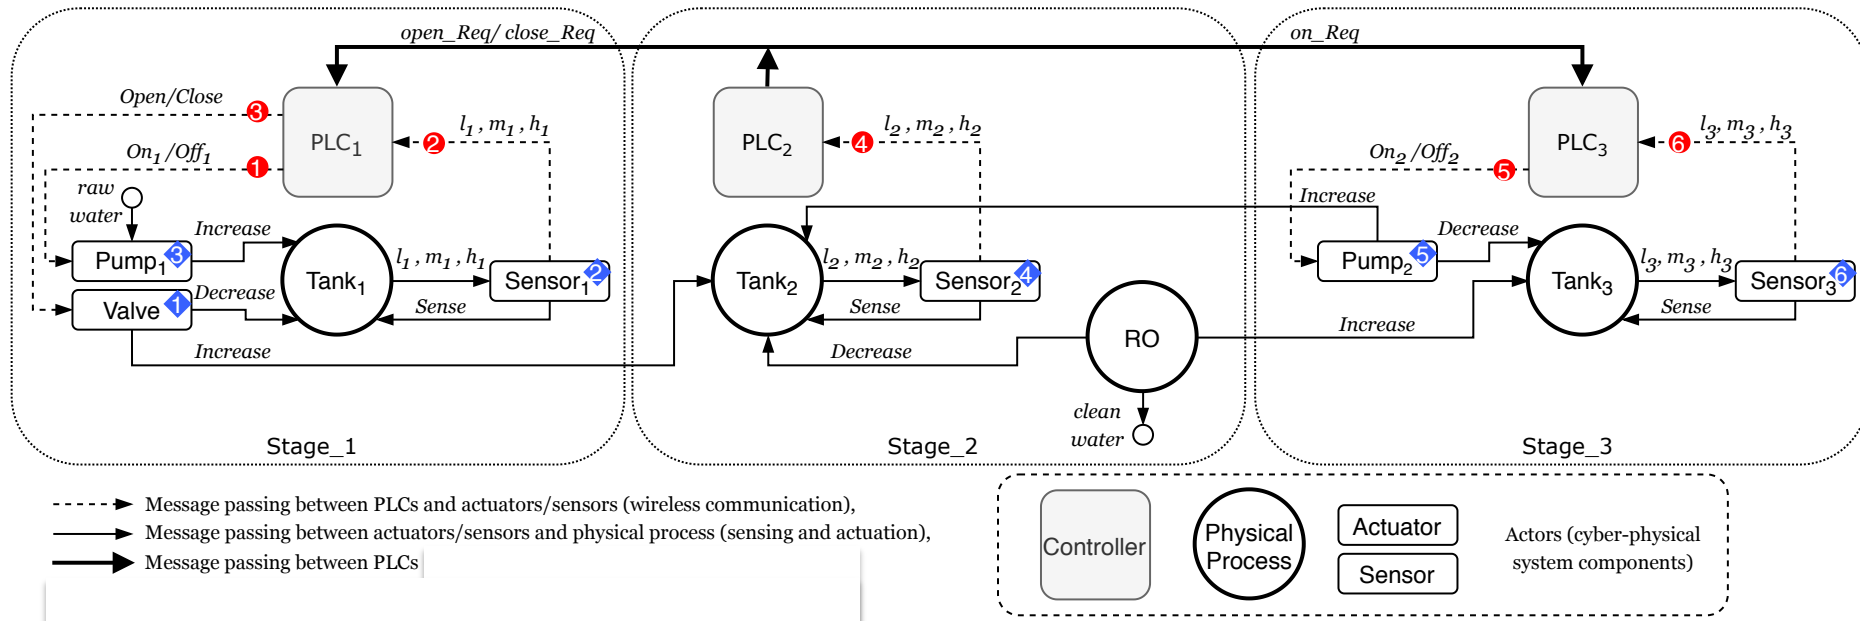 open_Req/ close_Req
on_Req
Open/Close
3
PLC1
l1, m1, h1
2
On1/Off1
1
raw
water
Increase
Pump1
3
Tank1
l1, m1, h1
Sensor1
2
Valve
1
Decrease
Sense
Increase
Stage_1
PLC2
l2, m2, h2
4
Tank2
l2, m2, h2
Sensor2
4
Sense
Decrease
RO
clean
water
Stage_2
PLC3
l3, m3, h3
6
On2/Off2
5
Increase
Pump2
5
Decrease
Tank3
l3, m3, h3
Sensor3
6
Sense
Increase
Stage_3
Message passing between PLCs and actuators/sensors (wireless communication),
Message passing between actuators/sensors and physical process (sensing and actuation),
Message passing between PLCs
Controller
Physical
Process
Actuator
Sensor
Actors (cyber-physical
system components)